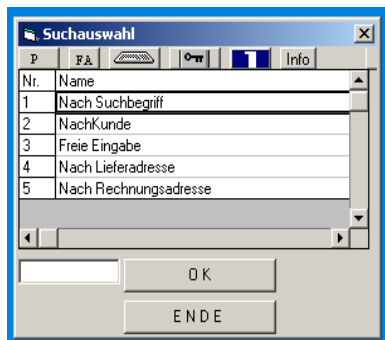 Suchauswahl
P FA 1 Info
Nr. Name
1 Nach Suchbegriff
2 NachKunde
3 Freie Eingabe
4 Nach Lieferadresse
5 Nach Rechnungsadresse
OK
ENDE